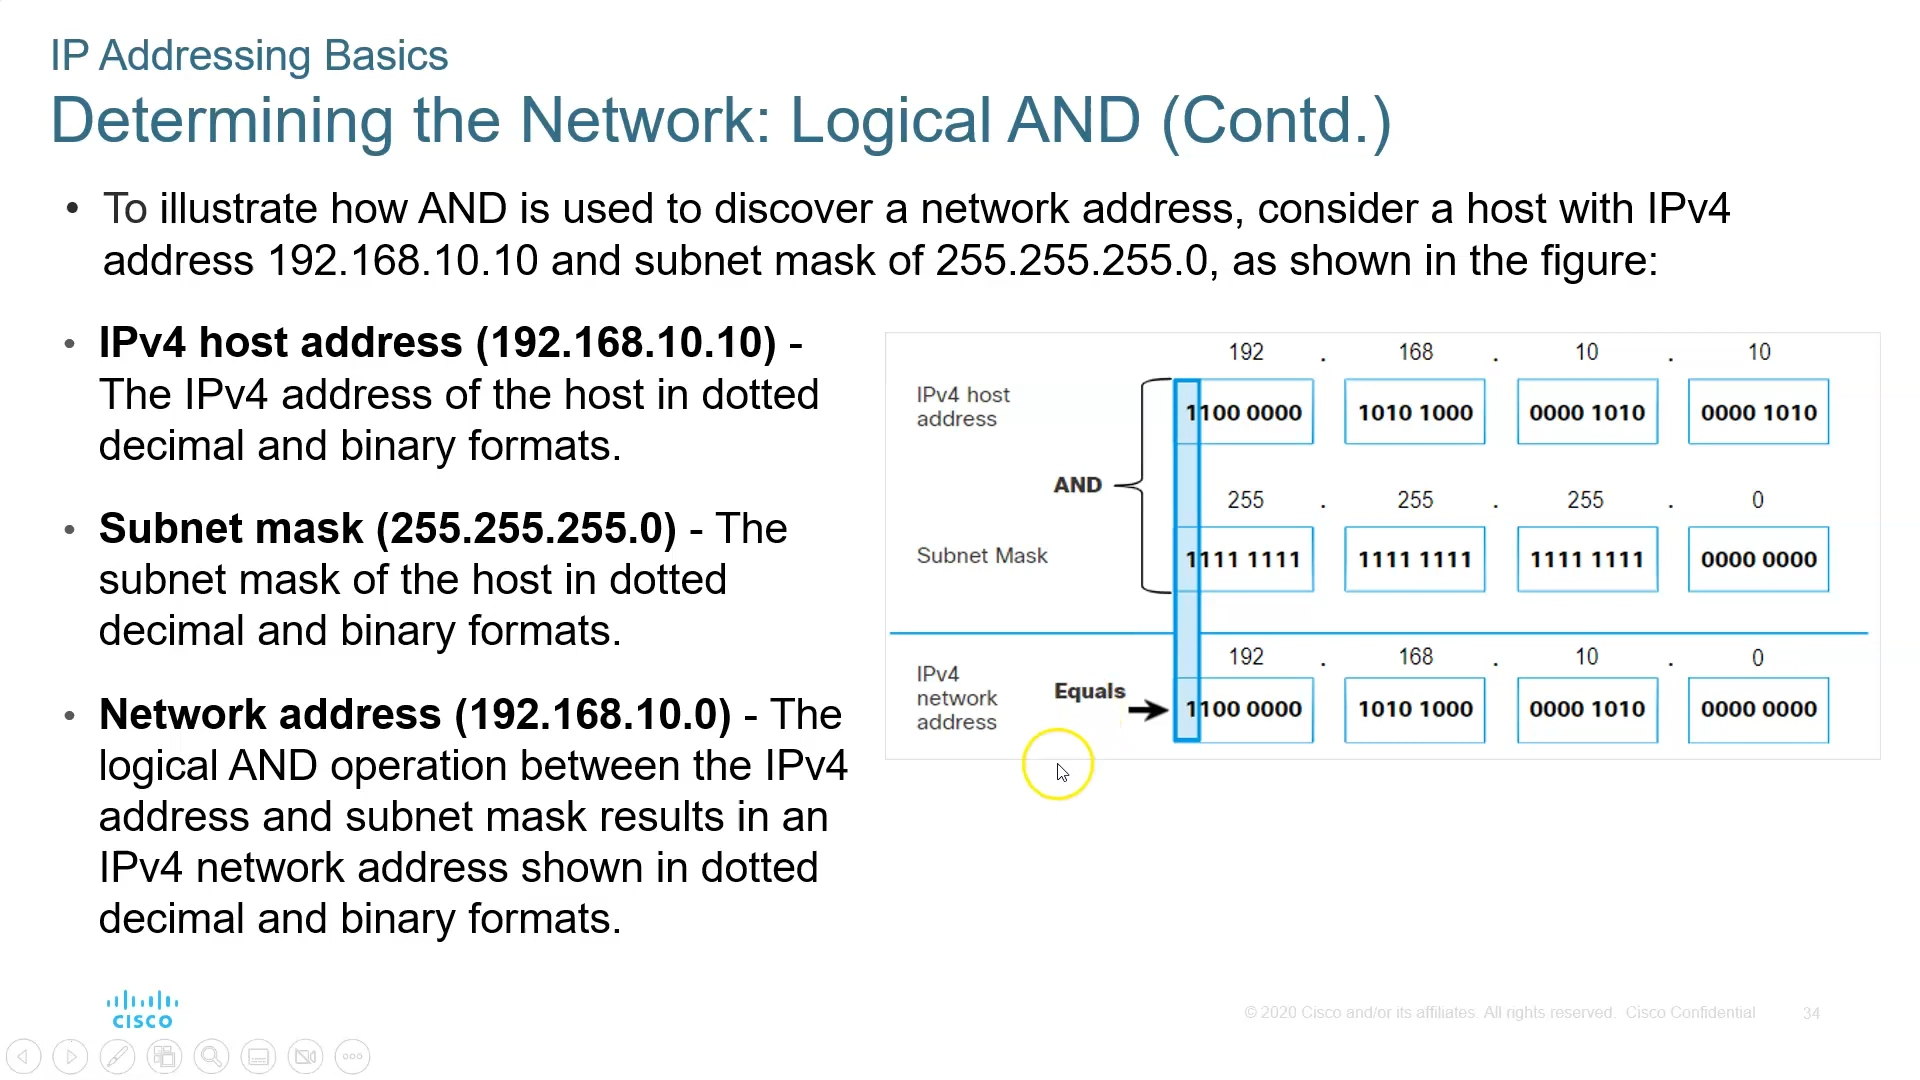 IP Addressing Basics
Determining the Network: Logical AND (Contd.)
• To illustrate how AND is used to discover a network address, consider a host with IPv4
address 192.168.10.10 and subnet mask of 255.255.255.0, as shown in the figure:
• IPv4 host address (192.168.10.10) -
The IPv4 address of the host in dotted
decimal and binary formats.
• Subnet mask (255.255.255.0) - The
subnet mask of the host in dotted
decimal and binary formats.
• Network address (192.168.10.0) - The
logical AND operation between the IPv4
address and subnet mask results in an
IPv4 network address shown in dotted
decimal and binary formats.
192 . 168 . 10 . 10
IPv4 host
address
1100 0000 1010 1000 0000 1010 0000 1010
AND
255 . 255 . 255 . 0
Subnet Mask
1111 1111 1111 1111 1111 1111 0000 0000
192 . 168 . 10 . 0
IPv4
network
address
Equals
1100 0000 1010 1000 0000 1010 0000 0000
CISCO
© 2020 Cisco and/or its affiliates. All rights reserved. Cisco Confidential 34